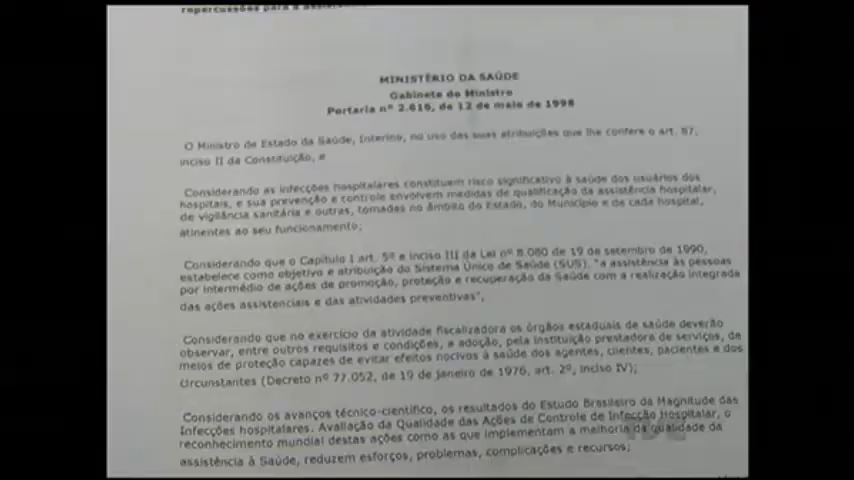 repercussões para a
MINISTÉRIO DA SAÚDE
Gabinete do Ministro
Portaria nº 2.616, de 12 de maio de 1998
O Ministro de Estado da Saúde, Interino, no uso das suas atribuições que lhe confere o art. 87,
inciso II da Constituição, e
Considerando as infecções hospitalares constituem risco significativo à saúde dos usuários dos
hospitais, e sua prevenção e controle envolvem medidas de qualificação da assistência hospitalar,
de vigilância sanitária e outras, tomadas no âmbito do Estado, do Município e de cada hospital,
atinentes ao seu funcionamento;
Considerando que o Capítulo I art. 5º e inciso III da Lei nº 8.080 de 19 de setembro de 1990,
estabelece como objetivo e atribuição do Sistema Único de Saúde (SUS), "a assistência às pessoas
por intermédio de ações de promoção, proteção e recuperação da Saúde com a realização integrada
das ações assistenciais e das atividades preventivas",
Considerando que no exercício da atividade fiscalizadora os órgãos estaduais de saúde deverão
observar, entre outros requisitos e condições, a adoção, pela instituição prestadora de serviços, de
meios de proteção capazes de evitar efeitos nocivos à saúde dos agentes, clientes, pacientes e dos
circunstantes (Decreto nº 77.052, de 19 de janeiro de 1976, art. 2º, inciso IV);
Considerando os avanços técnico-científico, os resultados do Estudo Brasileiro da Magnitude das
Infecções hospitalares. Avaliação da Qualidade das Ações de Controle de Infecção Hospitalar, o
reconhecimento mundial destas ações como as que implementam a melhoria da qualidade da
assistência à Saúde, reduzem esforços, problemas, complicações e recursos;